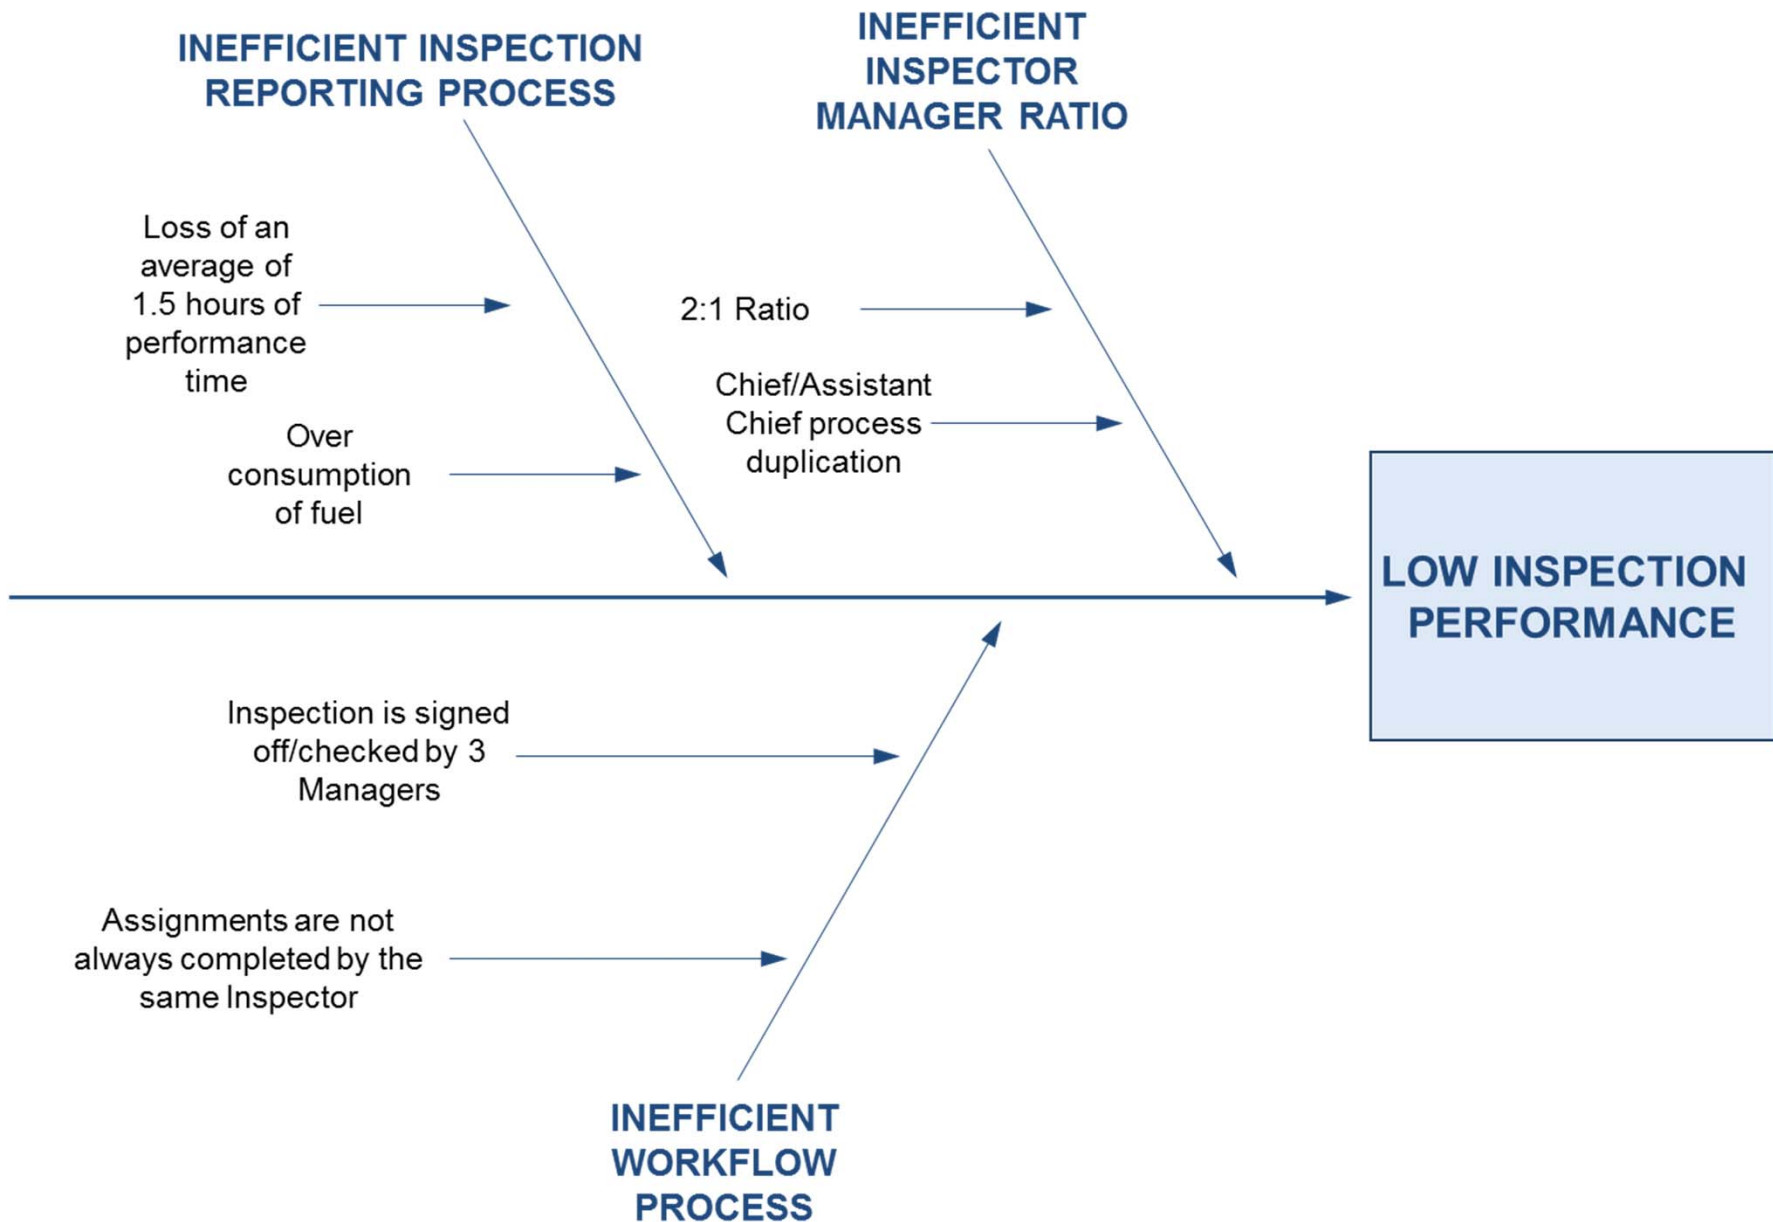 INEFFICIENT INSPECTION
REPORTING PROCESS
INEFFICIENT
INSPECTOR
MANAGER RATIO
Loss of an
average of
1.5 hours of
performance
time
Over
consumption
of fuel
2:1 Ratio
Chief/Assistant
Chief process
duplication
LOW INSPECTION
PERFORMANCE
Inspection is signed
off/checked by 3
Managers
Assignments are not
always completed by the
same Inspector
INEFFICIENT
WORKFLOW
PROCESS